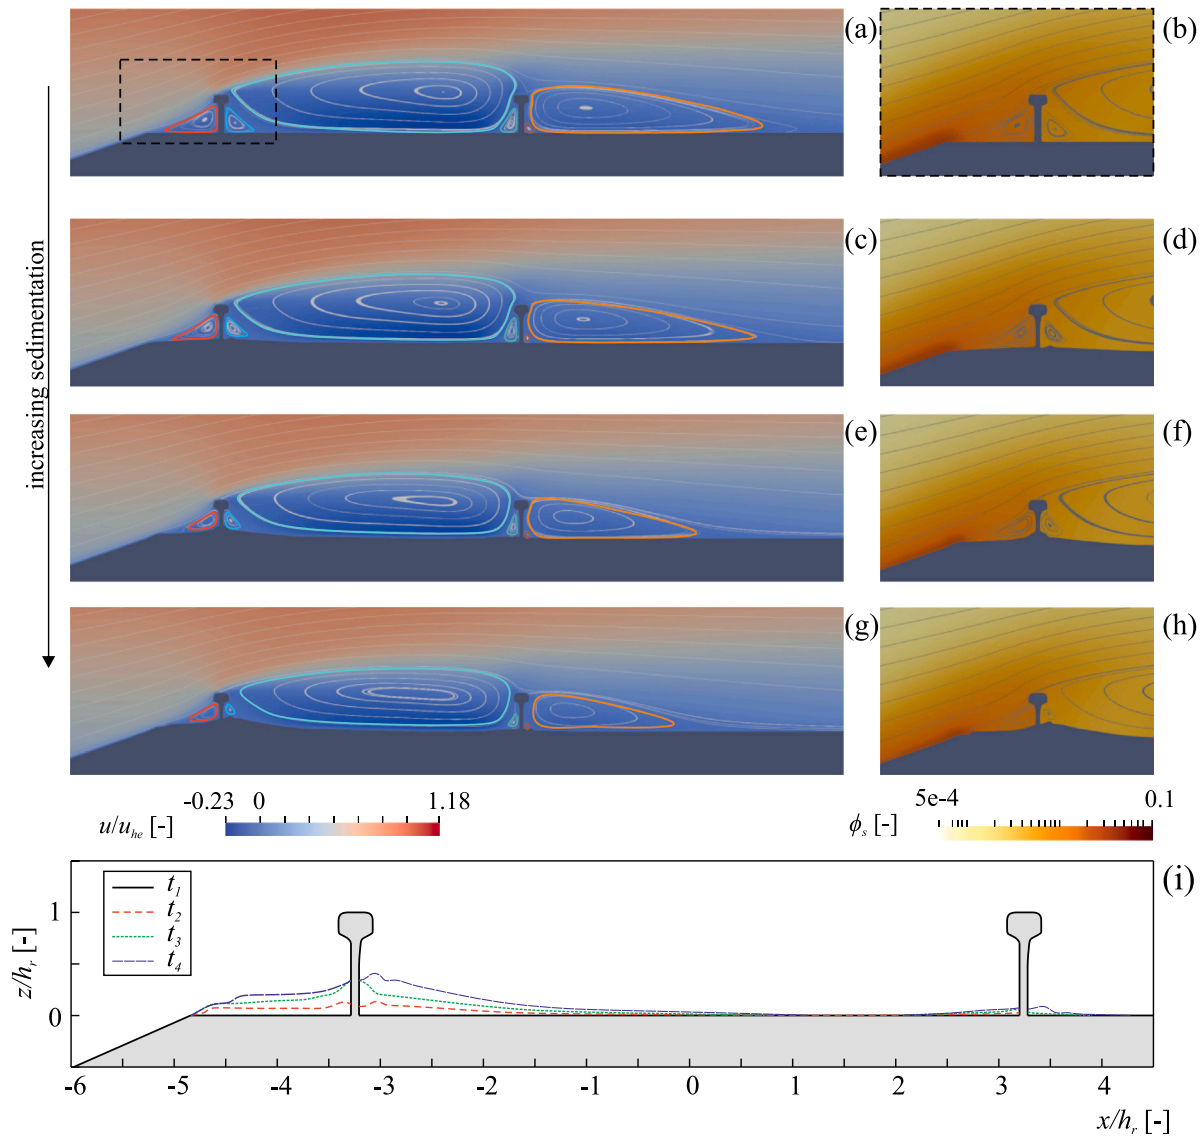 (a)
(b)
(c)
(d)
increasing sedimentation
(e)
(f)
(g)
(h)
-0.23 0 1.18
u/u_he [-]
5e-4 0.1
ϕ_s [-]
(i)
t_1
t_2
t_3
t_4
1
0
z/h_r [-]
-6 -5 -4 -3 -2 -1 0 1 2 3 4
x/h_r [-]